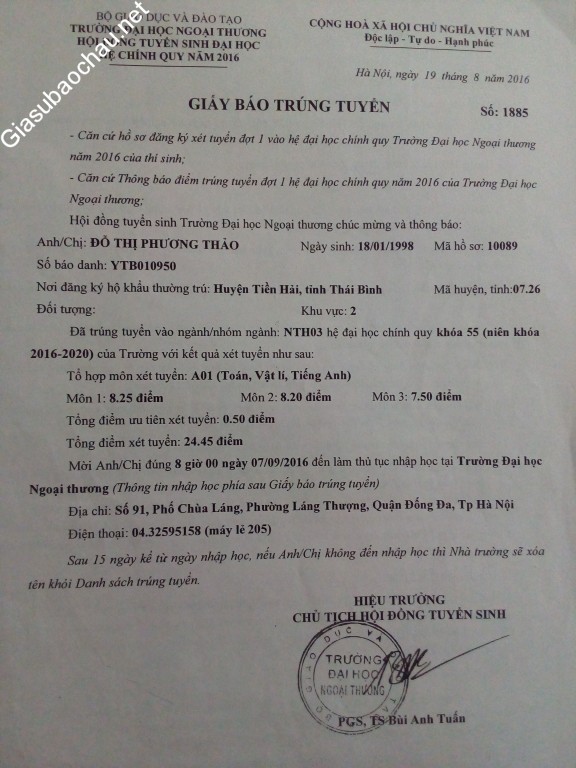 BỘ GIÁO DỤC VÀ ĐÀO TẠO
TRƯỜNG ĐẠI HỌC NGOẠI THƯƠNG
HỘI ĐỒNG TUYỂN SINH ĐẠI HỌC
HỆ CHÍNH QUY NĂM 2016
CỘNG HOÀ XÃ HỘI CHỦ NGHĨA VIỆT NAM
Độc lập - Tự do - Hạnh phúc
Giasubaochau.net
Hà Nội, ngày 19 tháng 8 năm 2016
GIẤY BÁO TRÚNG TUYỂN
Số: 1885
- Căn cứ hồ sơ đăng ký xét tuyển đợt 1 vào hệ đại học chính quy Trường Đại học Ngoại thương
năm 2016 của thí sinh;
- Căn cứ Thông báo điểm trúng tuyển đợt 1 hệ đại học chính quy năm 2016 của Trường Đại học
Ngoại thương;
Hội đồng tuyển sinh Trường Đại học Ngoại thương chúc mừng và thông báo:
Anh/Chị: ĐỖ THỊ PHƯƠNG THẢO Ngày sinh: 18/01/1998 Mã hồ sơ: 10089
Số báo danh: YTB010950
Nơi đăng ký hộ khẩu thường trú: Huyện Tiền Hải, tỉnh Thái Bình Mã huyện, tỉnh:07.26
Đối tượng: Khu vực: 2
Đã trúng tuyển vào ngành/nhóm ngành: NTH03 hệ đại học chính quy khóa 55 (niên khóa
2016-2020) của Trường với kết quả xét tuyển như sau:
Tổ hợp môn xét tuyển: A01 (Toán, Vật lí, Tiếng Anh)
Môn 1: 8.25 điểm Môn 2: 8.20 điểm Môn 3: 7.50 điểm
Tổng điểm ưu tiên xét tuyển: 0.50 điểm
Tổng điểm xét tuyển: 24.45 điểm
Mời Anh/Chị đúng 8 giờ 00 ngày 07/09/2016 đến làm thủ tục nhập học tại Trường Đại học
Ngoại thương (Thông tin nhập học phía sau Giấy báo trúng tuyển)
Địa chỉ: Số 91, Phố Chùa Láng, Phường Láng Thượng, Quận Đống Đa, Tp Hà Nội
Điện thoại: 04.32595158 (máy lẻ 205)
Sau 15 ngày kể từ ngày nhập học, nếu Anh/Chị không đến nhập học thì Nhà trường sẽ xóa
tên khỏi Danh sách trúng tuyển.
HIỆU TRƯỞNG
CHỦ TỊCH HỘI ĐỒNG TUYỂN SINH
BỘ GIÁO DỤC VÀ ĐÀO TẠO
TRƯỜNG
ĐẠI HỌC
NGOẠI THƯƠNG
PGS, TS Bùi Anh Tuấn